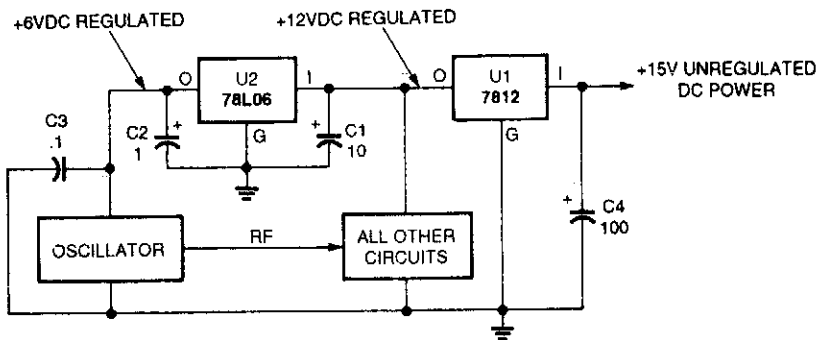 +6VDC REGULATED
+12VDC REGULATED
+15V UNREGULATED
DC POWER
O
U2
78L06
I
G
O
U1
7812
I
G
C3
.1
C2
+
1
+
C1
10
+
C4
100
OSCILLATOR
RF
ALL OTHER
CIRCUITS